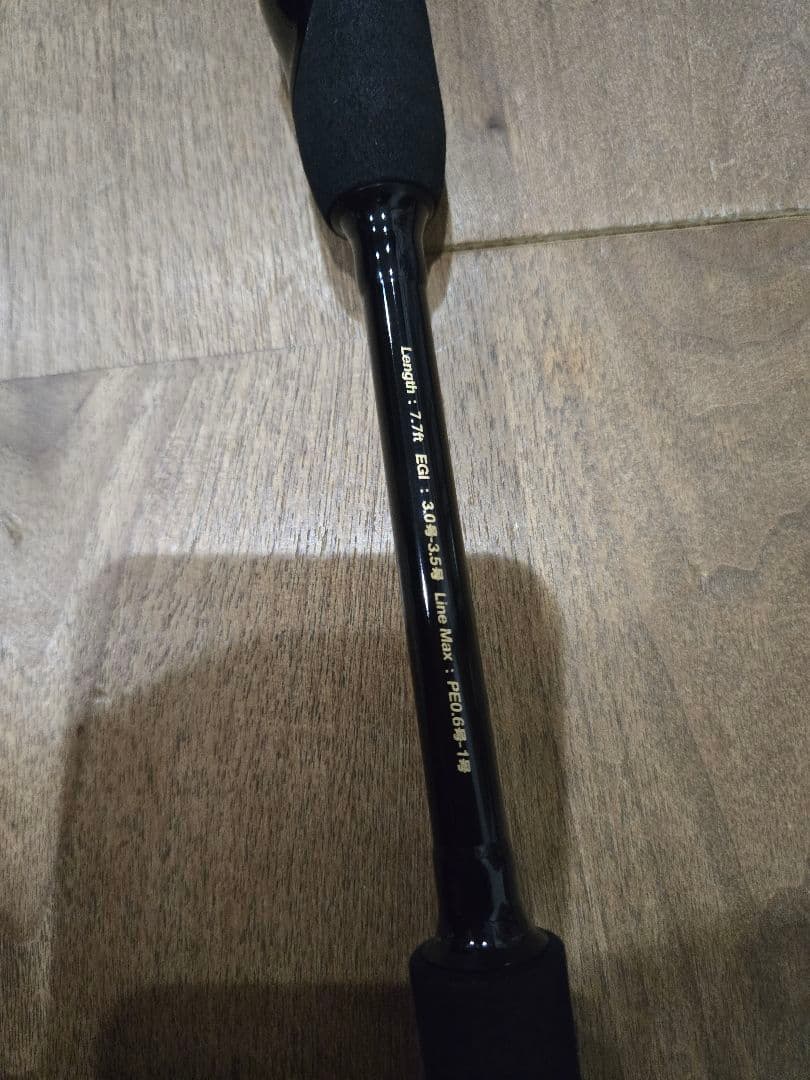 Length : 7.7ft EGI : 3.0号-3.5号 Line Max : PE0.6号-1号